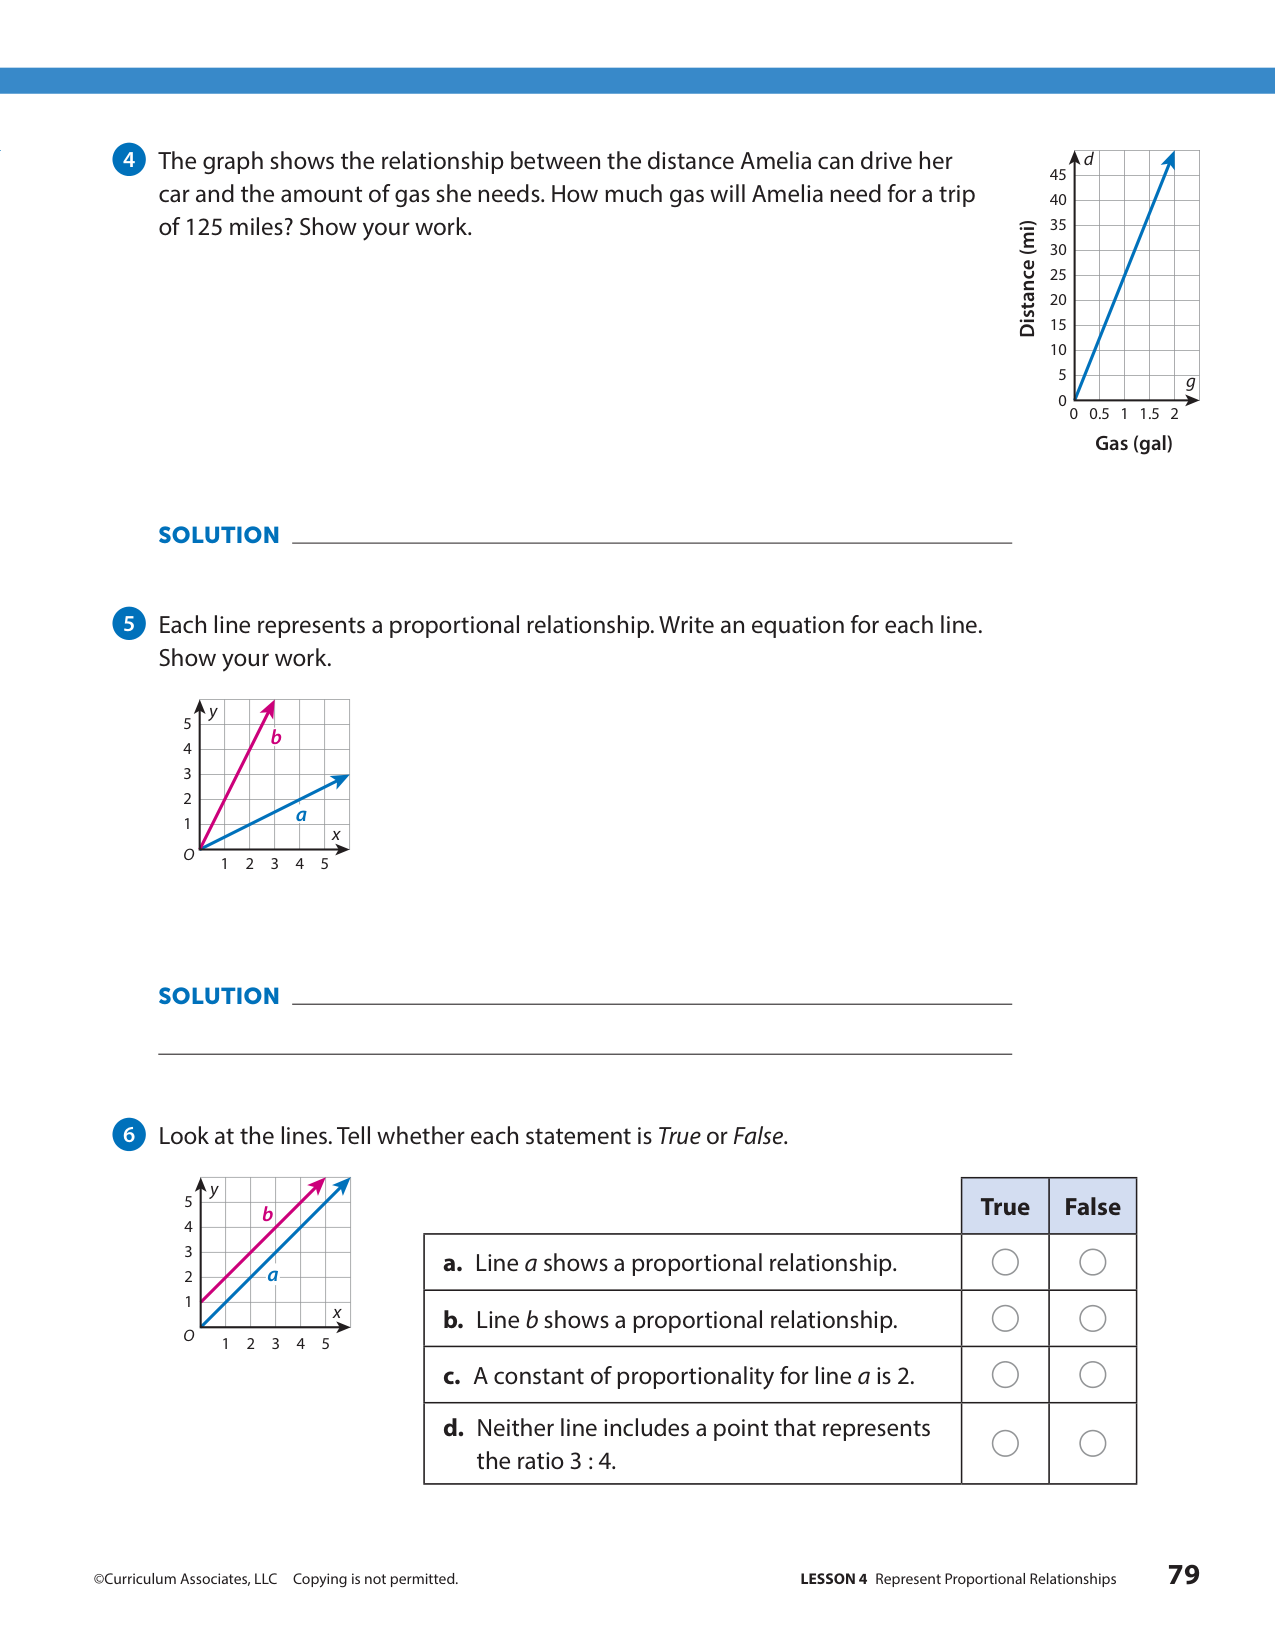 4 The graph shows the relationship between the distance Amelia can drive her
car and the amount of gas she needs. How much gas will Amelia need for a trip
of 125 miles? Show your work.
d
45
40
35
30
25
20
15
10
5
0
Distance (mi)
g
0 0.5 1 1.5 2
Gas (gal)
SOLUTION
5 Each line represents a proportional relationship. Write an equation for each line.
Show your work.
y
5
4
3
2
1
O
b
a
x
1 2 3 4 5
SOLUTION
6 Look at the lines. Tell whether each statement is True or False.
y
5
4
3
2
1
O
b
a
x
1 2 3 4 5
True False
a. Line a shows a proportional relationship.
b. Line b shows a proportional relationship.
c. A constant of proportionality for line a is 2.
d. Neither line includes a point that represents
the ratio 3 : 4.
©Curriculum Associates, LLC Copying is not permitted.
LESSON 4 Represent Proportional Relationships 79